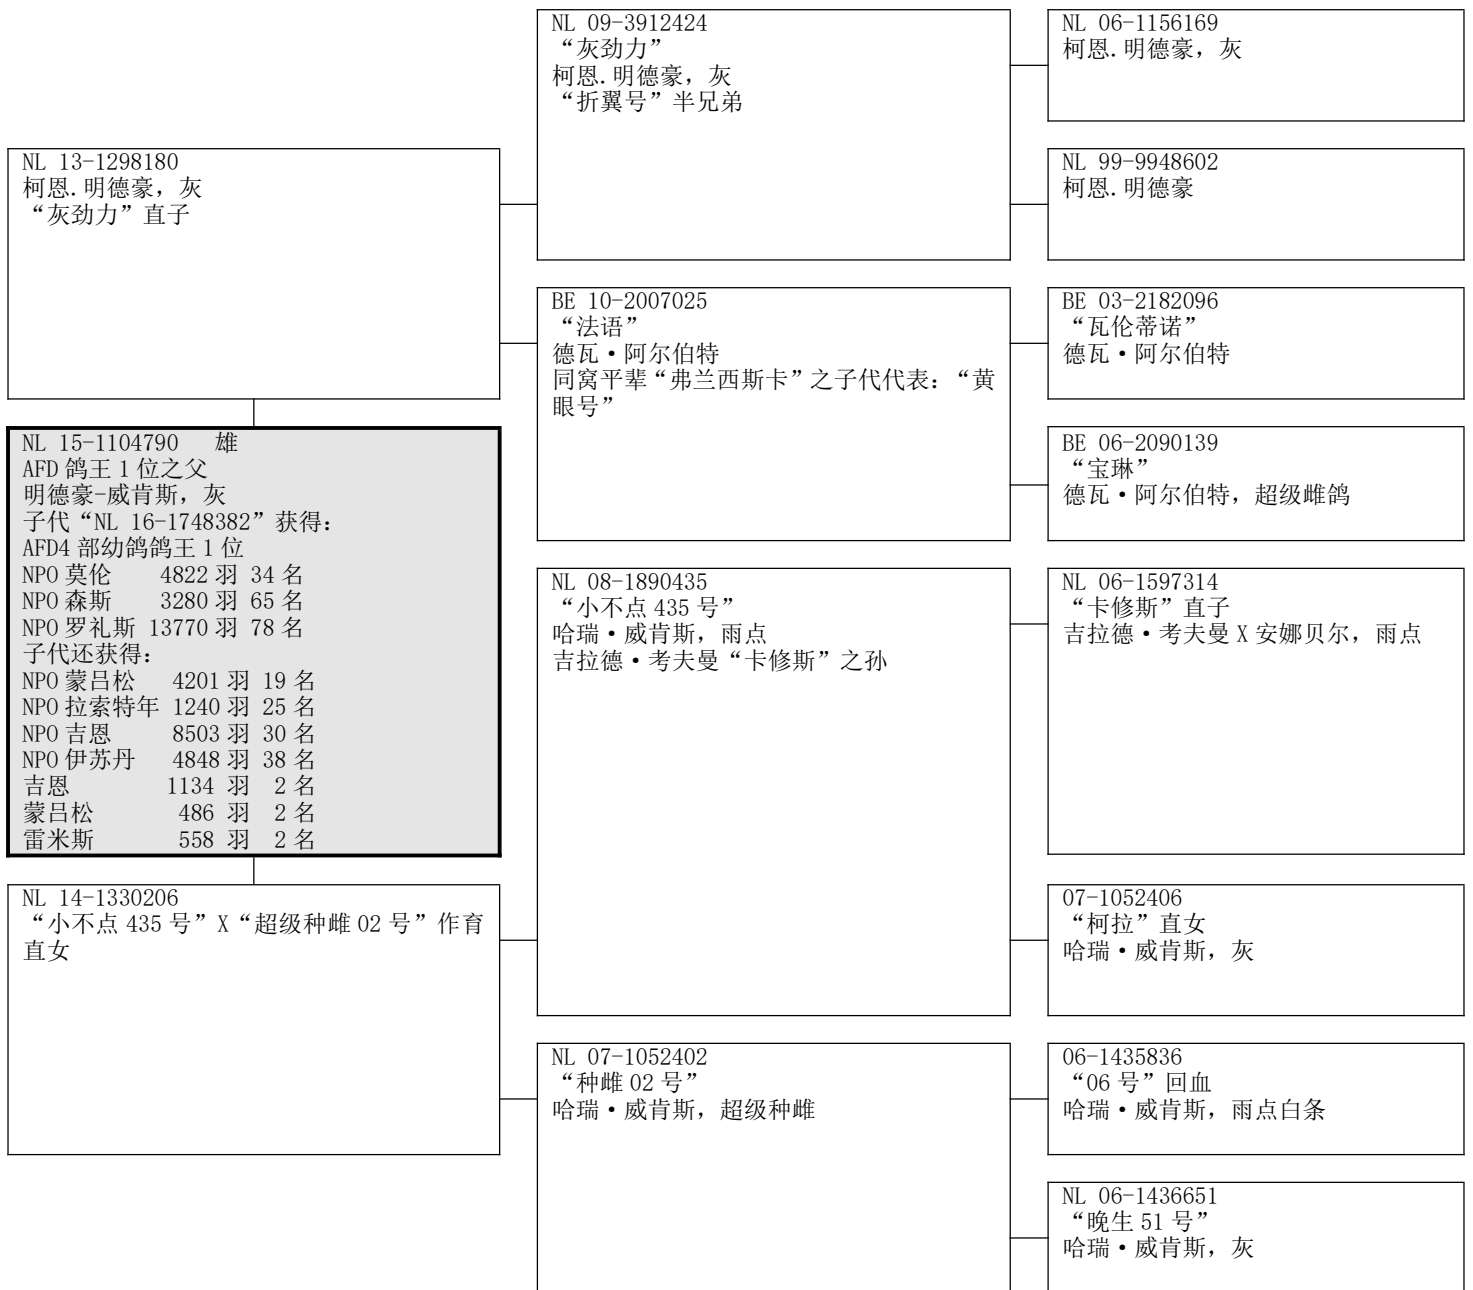 NL 09-3912424
“灰劲力”
柯恩.明德豪，灰
“折翼号”半兄弟
NL 06-1156169
柯恩.明德豪，灰
NL 13-1298180
柯恩.明德豪，灰
“灰劲力”直子
NL 99-9948602
柯恩.明德豪
BE 10-2007025
“法语”
德瓦•阿尔伯特
同窝平辈“弗兰西斯卡”之子代代表：“黄
眼号”
BE 03-2182096
“瓦伦蒂诺”
德瓦•阿尔伯特
BE 06-2090139
“宝琳”
德瓦•阿尔伯特，超级雌鸽
NL 15-1104790 雄
AFD 鸽王 1 位之父
明德豪-威肯斯，灰
子代“NL 16-1748382”获得：
AFD4 部幼鸽鸽王 1 位
NPO 莫伦 4822 羽 34 名
NPO 森斯 3280 羽 65 名
NPO 罗礼斯 13770 羽 78 名
子代还获得：
NPO 蒙吕松 4201 羽 19 名
NPO 拉索特年 1240 羽 25 名
NPO 吉恩 8503 羽 30 名
NPO 伊苏丹 4848 羽 38 名
吉恩 1134 羽 2 名
蒙吕松 486 羽 2 名
雷米斯 558 羽 2 名
NL 08-1890435
“小不点 435 号”
哈瑞•威肯斯，雨点
吉拉德•考夫曼“卡修斯”之孙
NL 06-1597314
“卡修斯”直子
吉拉德•考夫曼 X 安娜贝尔，雨点
NL 14-1330206
“小不点 435 号”X“超级种雌 02 号”作育
直女
07-1052406
“柯拉”直女
哈瑞•威肯斯，灰
NL 07-1052402
“种雌 02 号”
哈瑞•威肯斯，超级种雌
06-1435836
“06 号”回血
哈瑞•威肯斯，雨点白条
NL 06-1436651
“晚生 51 号”
哈瑞•威肯斯，灰